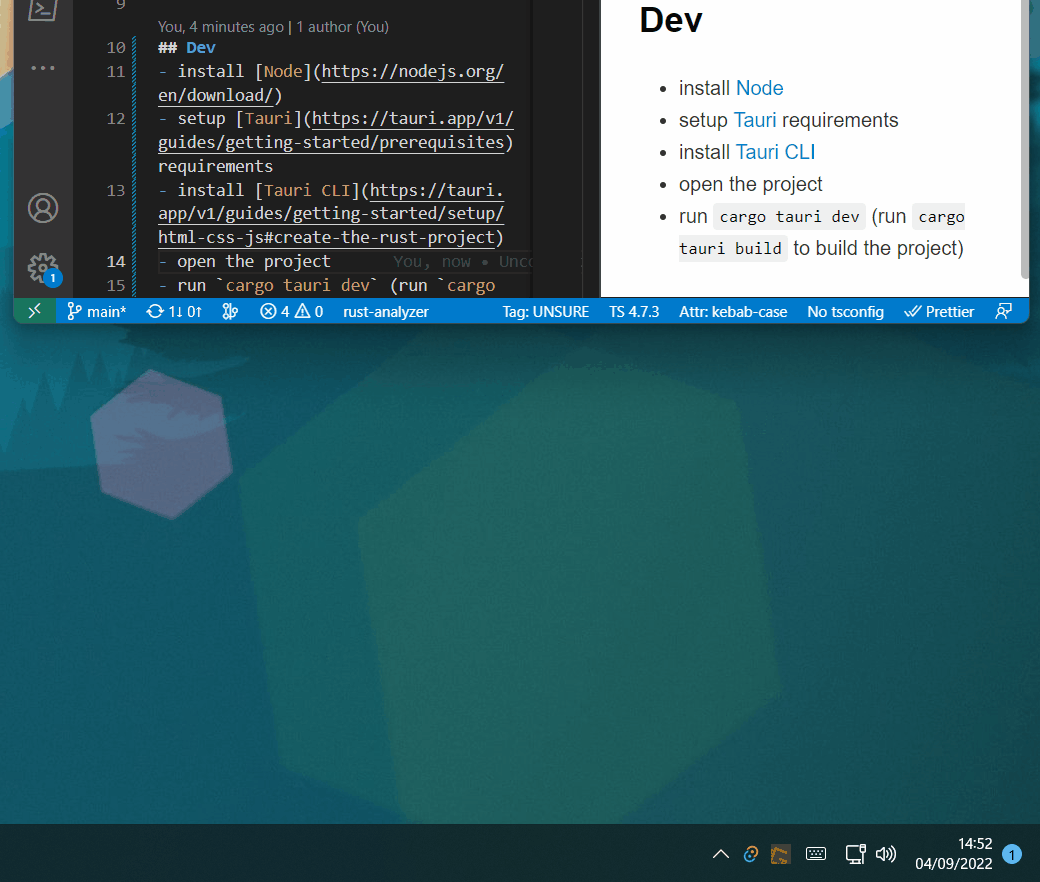 9
You, 4 minutes ago | 1 author (You)
10 ## Dev
11 - install [Node](https://nodejs.org/
en/download/)
12 - setup [Tauri](https://tauri.app/v1/
guides/getting-started/prerequisites)
requirements
13 - install [Tauri CLI](https://tauri.
app/v1/guides/getting-started/setup/
html-css-js#create-the-rust-project)
14 - open the project You, now • Unco
15 - run `cargo tauri dev` (run `cargo
Dev
install Node
setup Tauri requirements
install Tauri CLI
open the project
run cargo tauri dev (run cargo
tauri build to build the project)
1
main* 1↓ 0↑ 4 0 rust-analyzer Tag: UNSURE TS 4.7.3 Attr: kebab-case No tsconfig Prettier
14:52
04/09/2022
1